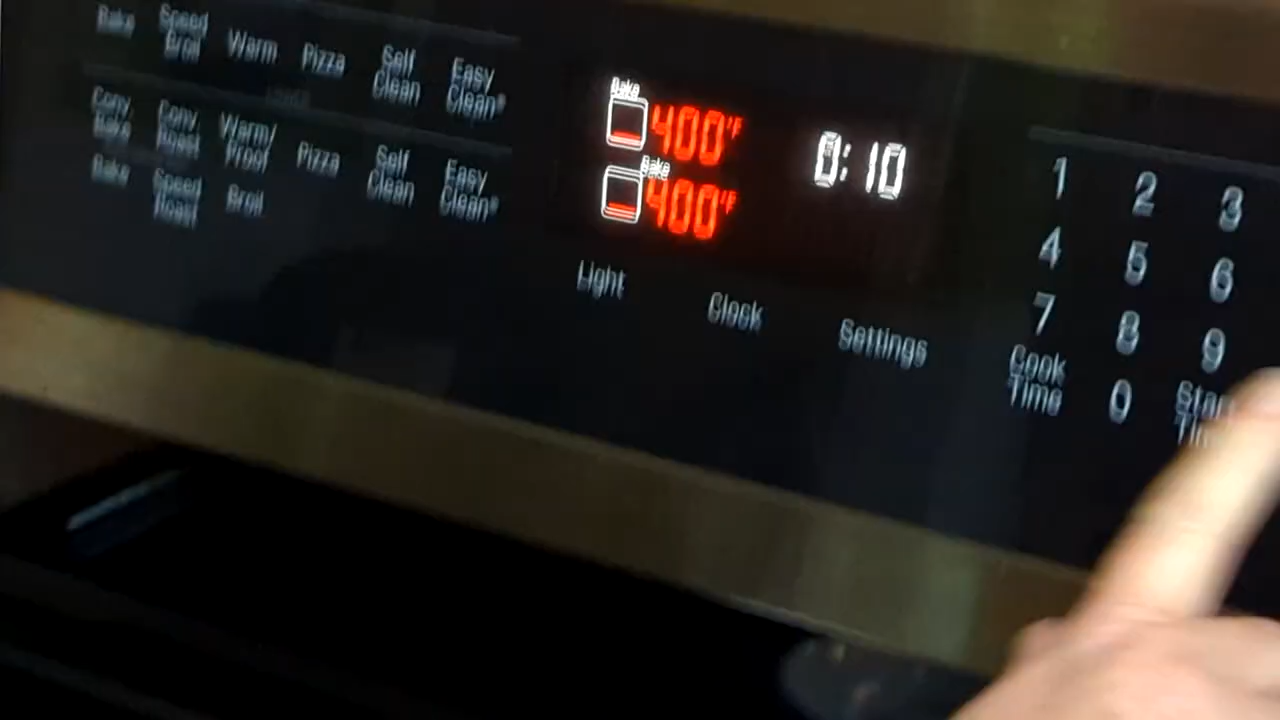 Bake Speed Broil Warm Pizza Self Clean Easy Clean®
Conv. Bake Conv. Roast Warm/ Proof Pizza Self Clean Easy Clean®
Bake Speed Roast Broil
Bake 400°F
Bake 400°F
0:10
Light Clock Settings
1 2 3
4 5 6
7 8 9
Cook Time 0